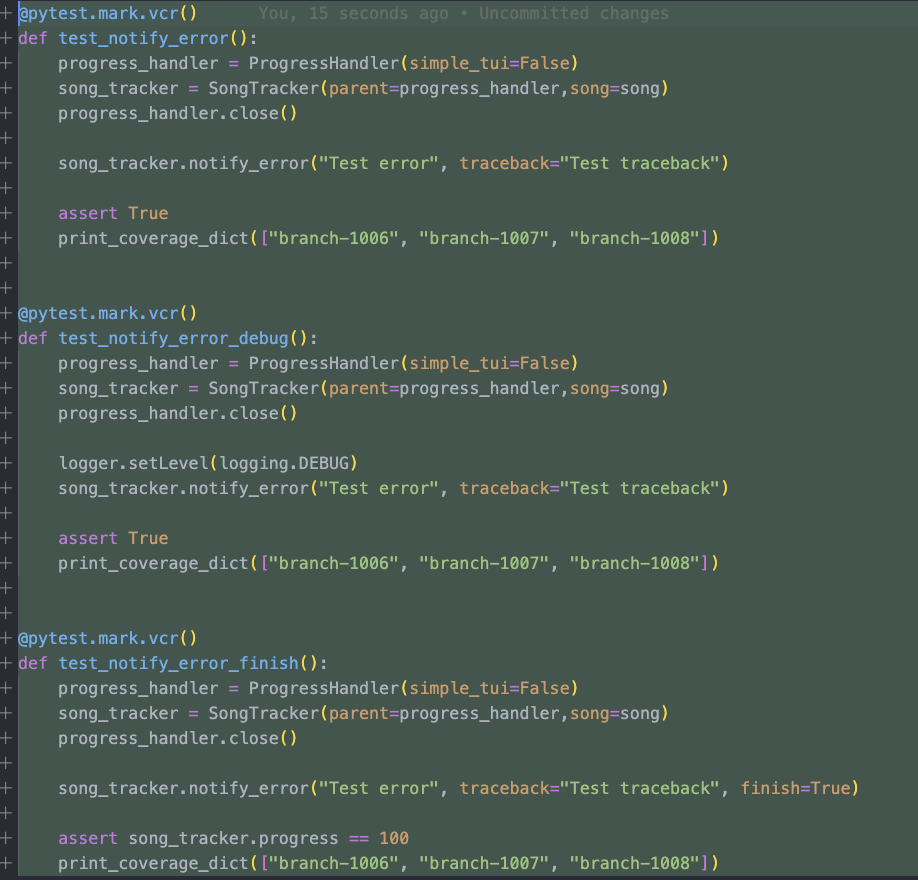 @pytest.mark.vcr()      You, 15 seconds ago • Uncommitted changes
def test_notify_error():
    progress_handler = ProgressHandler(simple_tui=False)
    song_tracker = SongTracker(parent=progress_handler,song=song)
    progress_handler.close()

    song_tracker.notify_error("Test error", traceback="Test traceback")

    assert True
    print_coverage_dict(["branch-1006", "branch-1007", "branch-1008"])


@pytest.mark.vcr()
def test_notify_error_debug():
    progress_handler = ProgressHandler(simple_tui=False)
    song_tracker = SongTracker(parent=progress_handler,song=song)
    progress_handler.close()

    logger.setLevel(logging.DEBUG)
    song_tracker.notify_error("Test error", traceback="Test traceback")

    assert True
    print_coverage_dict(["branch-1006", "branch-1007", "branch-1008"])


@pytest.mark.vcr()
def test_notify_error_finish():
    progress_handler = ProgressHandler(simple_tui=False)
    song_tracker = SongTracker(parent=progress_handler,song=song)
    progress_handler.close()

    song_tracker.notify_error("Test error", traceback="Test traceback", finish=True)

    assert song_tracker.progress == 100
    print_coverage_dict(["branch-1006", "branch-1007", "branch-1008"])